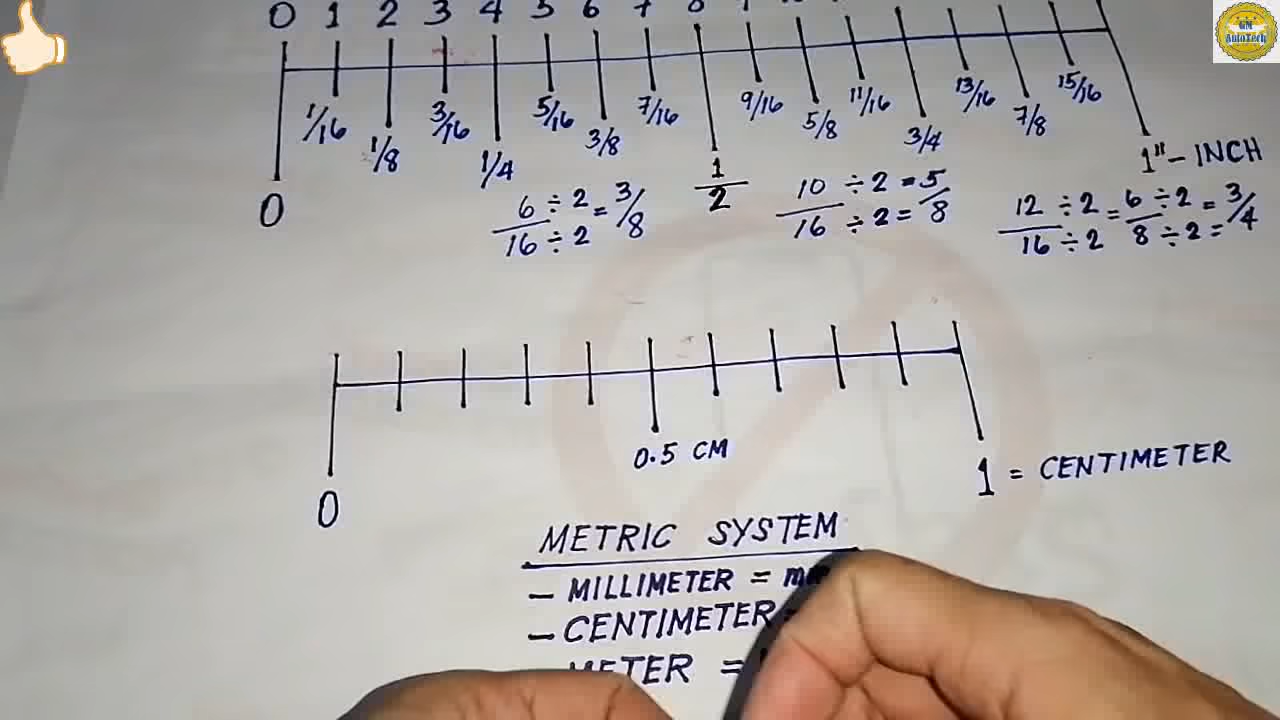 0 1 2 3 4 5 6 7 8
GN
AutoTech
1/16 1/8 3/16 1/4 5/16 3/8 7/16 1/2 9/16 5/8 11/16 3/4 13/16 7/8 15/16 1"-INCH
0
6/16 ÷ 2 ÷ 2 = 3/8
10/16 ÷ 2 ÷ 2 = 5/8
12/16 ÷ 2 ÷ 2 = 6/8 ÷ 2 ÷ 2 = 3/4
0.5 CM
1 = CENTIMETER
0
METRIC SYSTEM
- MILLIMETER =
- CENTIMETER
METER =